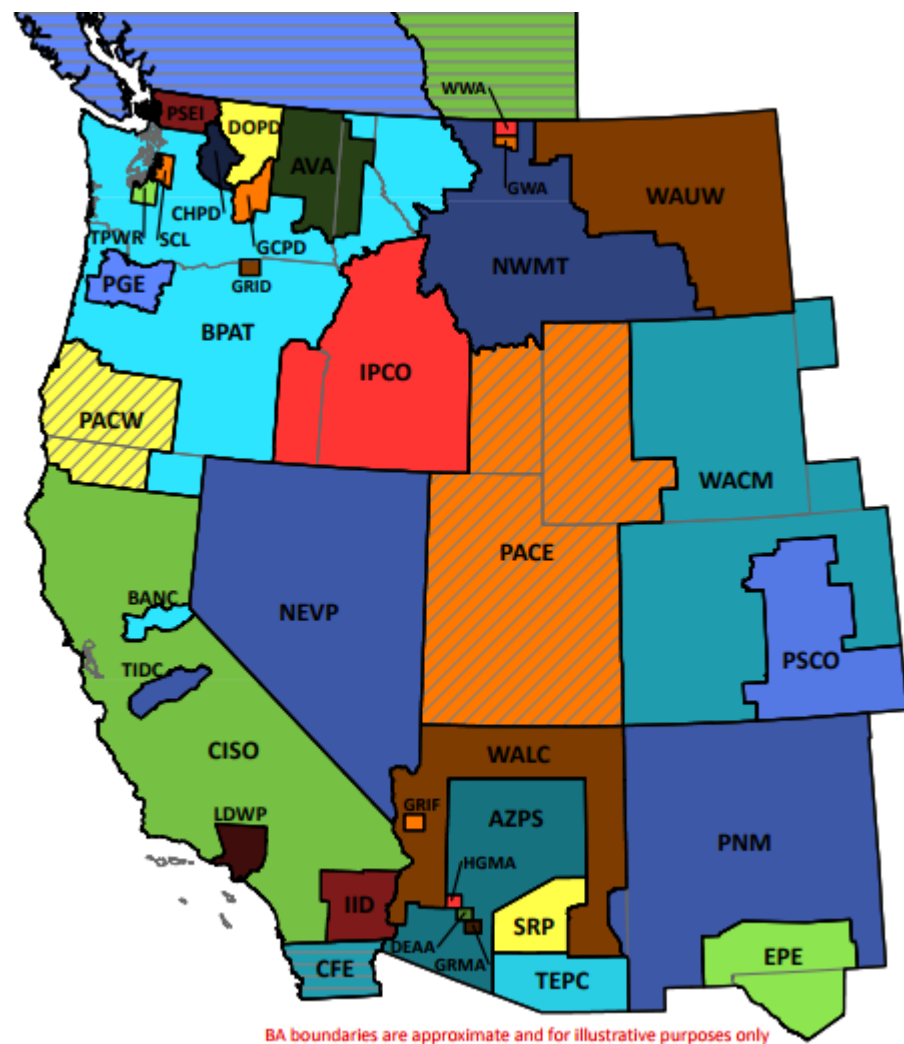 WWA
PSEI
DOPD
AVA
GWA
WAUW
CHPD
TPWR
SCL
GCPD
NWMT
PGE
GRID
BPAT
IPCO
PACW
WACM
PACE
BANC
NEVP
TIDC
PSCO
CISO
WALC
LDWP
GRIF
AZPS
PNM
HGMA
IID
SRP
DEAA
GRMA
CFE
TEPC
EPE
BA boundaries are approximate and for illustrative purposes only